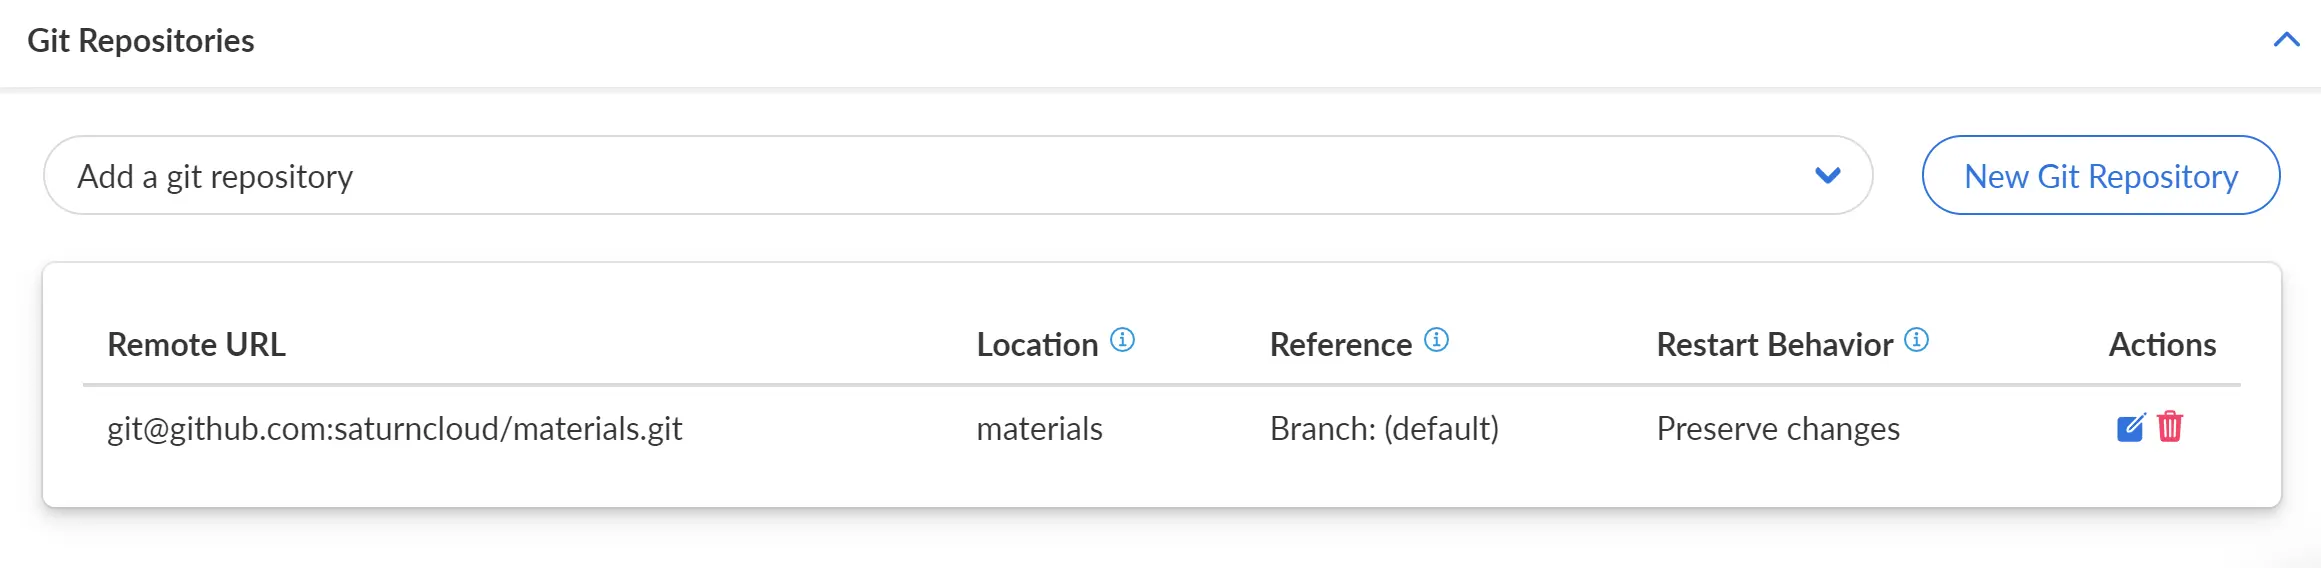 Git Repositories
Add a git repository
New Git Repository
Remote URL Location Reference Restart Behavior Actions
git@github.com:saturncloud/materials.git materials Branch: (default) Preserve changes